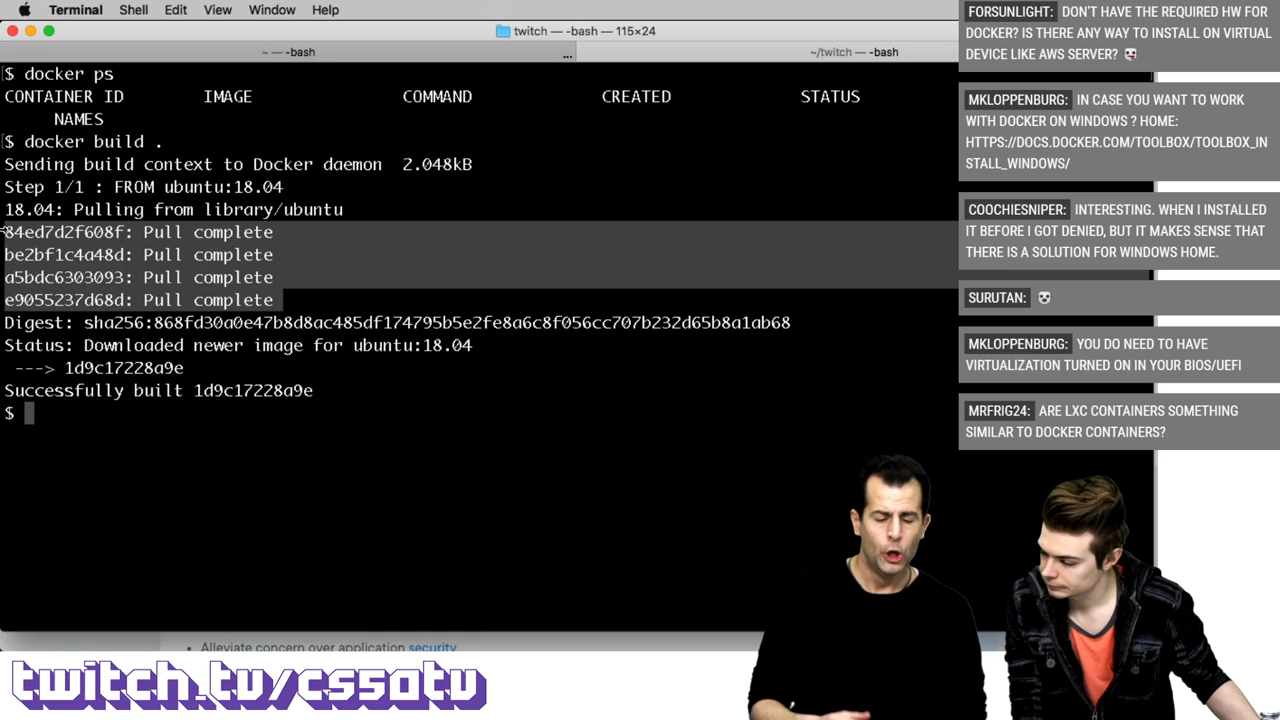 Terminal Shell Edit View Window Help
twitch — -bash — 115×24
~ — -bash
...
~/twitch — -bash
$ docker ps
CONTAINER ID IMAGE COMMAND CREATED STATUS
NAMES
$ docker build .
Sending build context to Docker daemon 2.048kB
Step 1/1 : FROM ubuntu:18.04
18.04: Pulling from library/ubuntu
84ed7d2f608f: Pull complete
be2bf1c4a48d: Pull complete
a5bdc6303093: Pull complete
e9055237d68d: Pull complete
Digest: sha256:868fd30a0e47b8d8ac485df174795b5e2fe8a6c8f056cc707b232d65b8a1ab68
Status: Downloaded newer image for ubuntu:18.04
---> 1d9c17228a9e
Successfully built 1d9c17228a9e
$
Alleviate concern over application security
twitch.tv/cs50tv
FORSUNLIGHT: DON'T HAVE THE REQUIRED HW FOR
DOCKER? IS THERE ANY WAY TO INSTALL ON VIRTUAL
DEVICE LIKE AWS SERVER?
MKLOPPENBURG: IN CASE YOU WANT TO WORK
WITH DOCKER ON WINDOWS ? HOME:
HTTPS://DOCS.DOCKER.COM/TOOLBOX/TOOLBOX_IN
STALL_WINDOWS/
COOCHIESNIPER: INTERESTING. WHEN I INSTALLED
IT BEFORE I GOT DENIED, BUT IT MAKES SENSE THAT
THERE IS A SOLUTION FOR WINDOWS HOME.
SURUTAN:
MKLOPPENBURG: YOU DO NEED TO HAVE
VIRTUALIZATION TURNED ON IN YOUR BIOS/UEFI
MRFRIG24: ARE LXC CONTAINERS SOMETHING
SIMILAR TO DOCKER CONTAINERS?